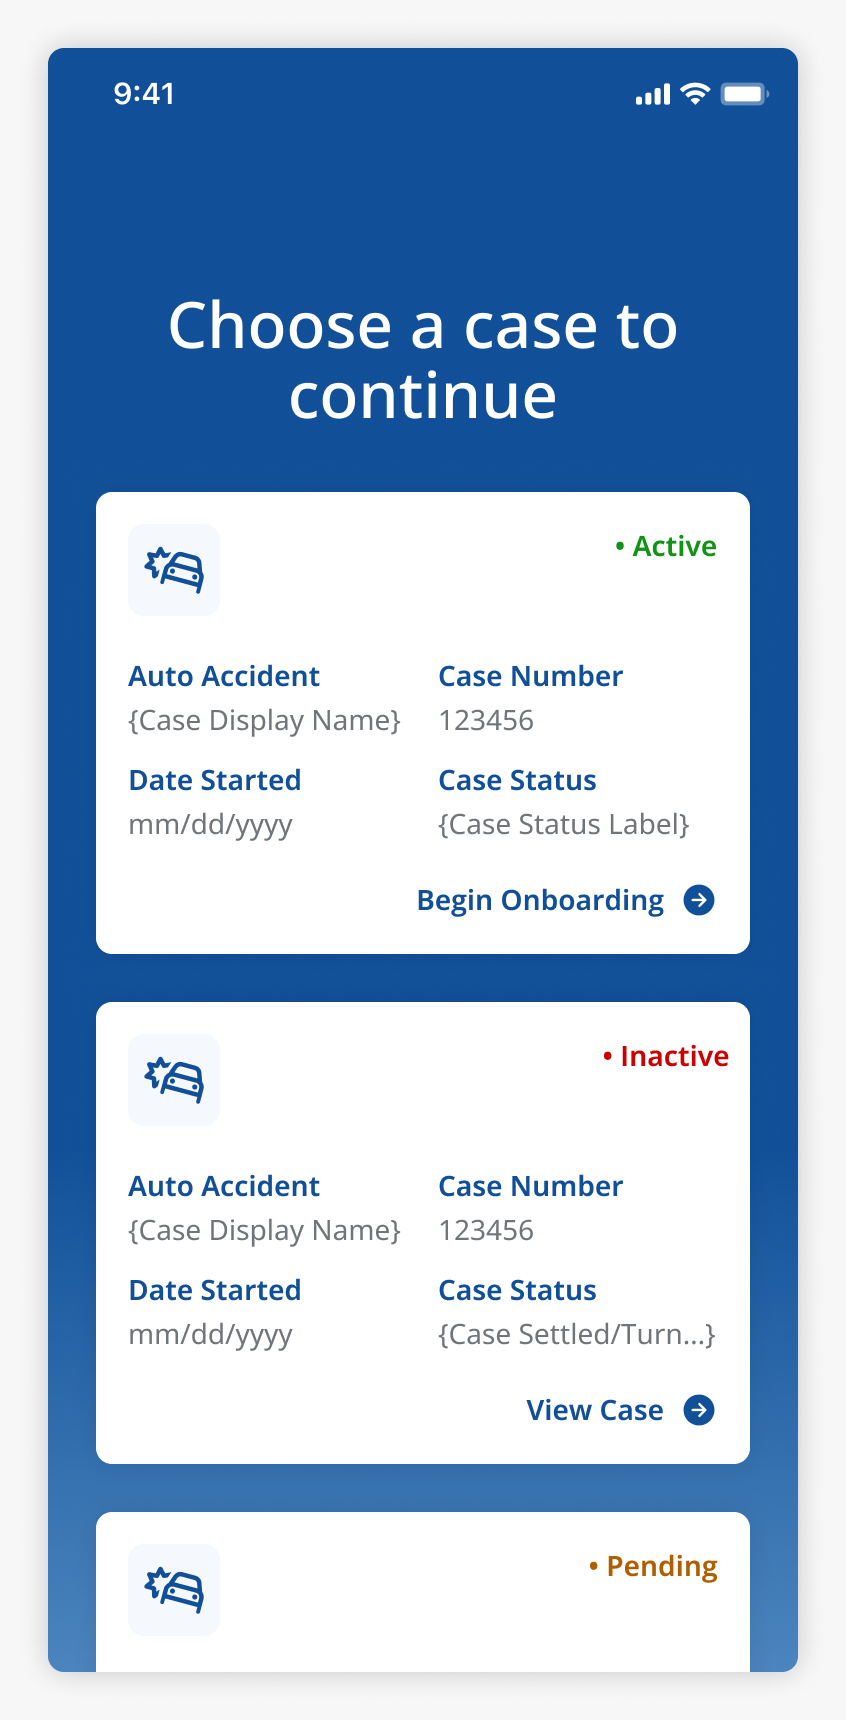 9:41
Choose a case to
continue
• Active
Auto Accident
Case Number
{Case Display Name}
123456
Date Started
Case Status
mm/dd/yyyy
{Case Status Label}
Begin Onboarding
• Inactive
Auto Accident
Case Number
{Case Display Name}
123456
Date Started
Case Status
mm/dd/yyyy
{Case Settled/Turn...}
View Case
• Pending